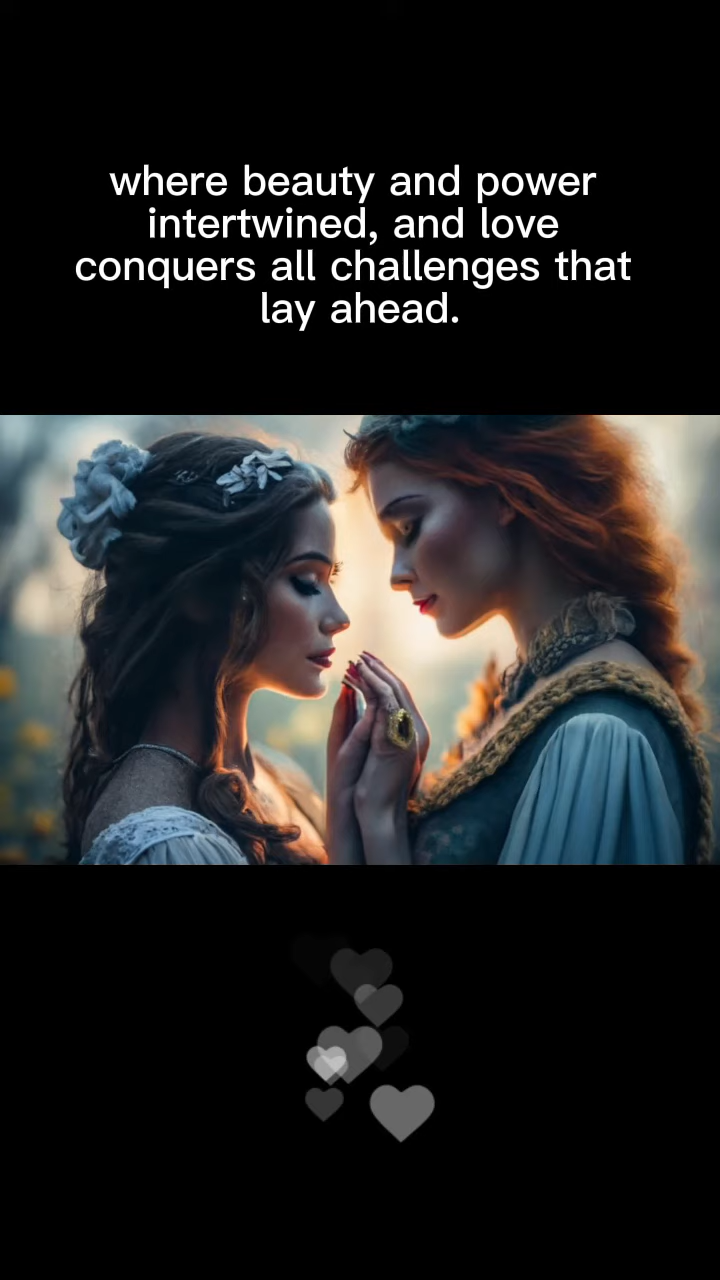 where beauty and power
intertwined, and love
conquers all challenges that
lay ahead.